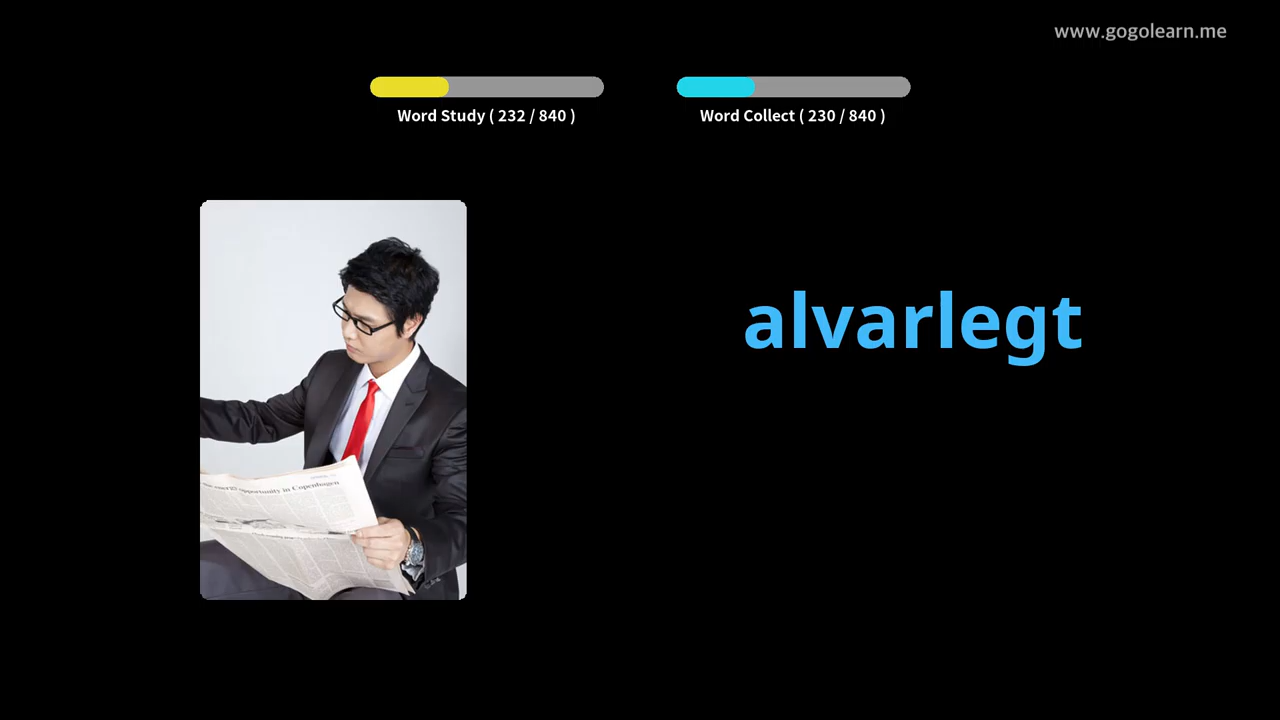 www.gogolearn.me
Word Study ( 232 / 840 )
Word Collect ( 230 / 840 )
alvarlegt
opportunity in Copenhagen